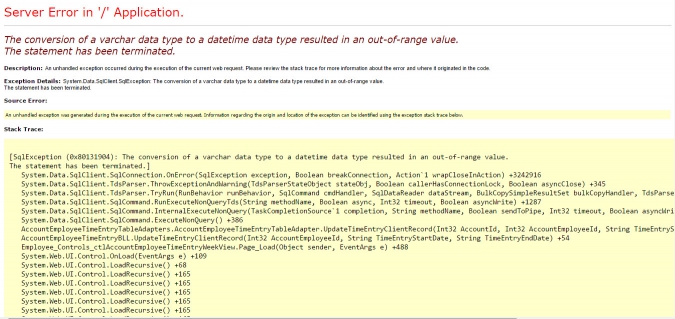 Server Error in '/' Application.
The conversion of a varchar data type to a datetime data type resulted in an out-of-range value.
The statement has been terminated.
Description: An unhandled exception occurred during the execution of the current web request. Please review the stack trace for more information about the error and where it originated in the code.
Exception Details: System.Data.SqlClient.SqlException: The conversion of a varchar data type to a datetime data type resulted in an out-of-range value.
The statement has been terminated.
Source Error:
An unhandled exception was generated during the execution of the current web request. Information regarding the origin and location of the exception can be identified using the exception stack trace below.
Stack Trace:
[SqlException (0x80131904): The conversion of a varchar data type to a datetime data type resulted in an out-of-range value.
The statement has been terminated.]
System.Data.SqlClient.SqlConnection.OnError(SqlException exception, Boolean breakConnection, Action`1 wrapCloseInAction) +3242916
System.Data.SqlClient.TdsParser.ThrowExceptionAndWarning(TdsParserStateObject stateObj, Boolean callerHasConnectionLock, Boolean asyncClose) +345
System.Data.SqlClient.TdsParser.TryRun(RunBehavior runBehavior, SqlCommand cmdHandler, SqlDataReader dataStream, BulkCopySimpleResultSet bulkCopyHandler, TdsParse
System.Data.SqlClient.SqlCommand.RunExecuteNonQueryTds(String methodName, Boolean async, Int32 timeout, Boolean asyncWrite) +1287
System.Data.SqlClient.SqlCommand.InternalExecuteNonQuery(TaskCompletionSource`1 completion, String methodName, Boolean sendToPipe, Int32 timeout, Boolean asyncWri
System.Data.SqlClient.SqlCommand.ExecuteNonQuery() +386
AccountEmployeeTimeEntryTableAdapters.AccountEmployeeTimeEntryTableAdapter.UpdateTimeEntryClientRecord(Int32 AccountId, Int32 AccountEmployeeId, String TimeEntryS
AccountEmployeeTimeEntryBLL.UpdateTimeEntryClientRecord(Int32 AccountEmployeeId, String TimeEntryStartDate, String TimeEntryEndDate) +54
Employee_Controls_ctlAccountEmployeeTimeEntryWeekView.Page_Load(Object sender, EventArgs e) +488
System.Web.UI.Control.OnLoad(EventArgs e) +109
System.Web.UI.Control.LoadRecursive() +68
System.Web.UI.Control.LoadRecursive() +165
System.Web.UI.Control.LoadRecursive() +165
System.Web.UI.Control.LoadRecursive() +165
System.Web.UI.Control.LoadRecursive() +165